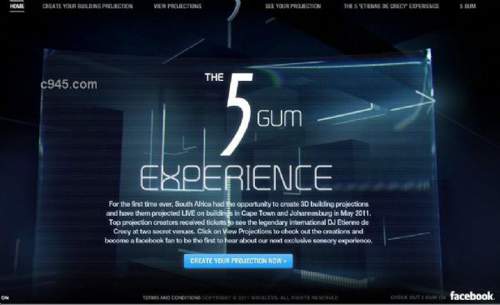 HOME CREATE YOUR BUILDING PROJECTION VIEW PROJECTIONS SEE YOUR PROJECTION THE 5 "ETIENNE DE CRECY" EXPERIENCE 5 GUM
c945.com
THE 5 GUM
EXPERIENCE
For the first time ever, South Africa had the opportunity to create 3D building projections
and have them projected LIVE on buildings in Cape Town and Johannesburg in May 2011.
Top projection creators received tickets to see the legendary international DJ Etienne de
Crecy at two secret venues. Click on View Projections to check out the creations and
become a facebook fan to be the first to hear about our next exclusive sensory experience.
CREATE YOUR PROJECTION NOW >
ON TERMS AND CONDITIONS COPYRIGHT © 2011 WRIGLEYS. ALL RIGHTS RESERVED CHECK OUT 5 GUM ON facebook.